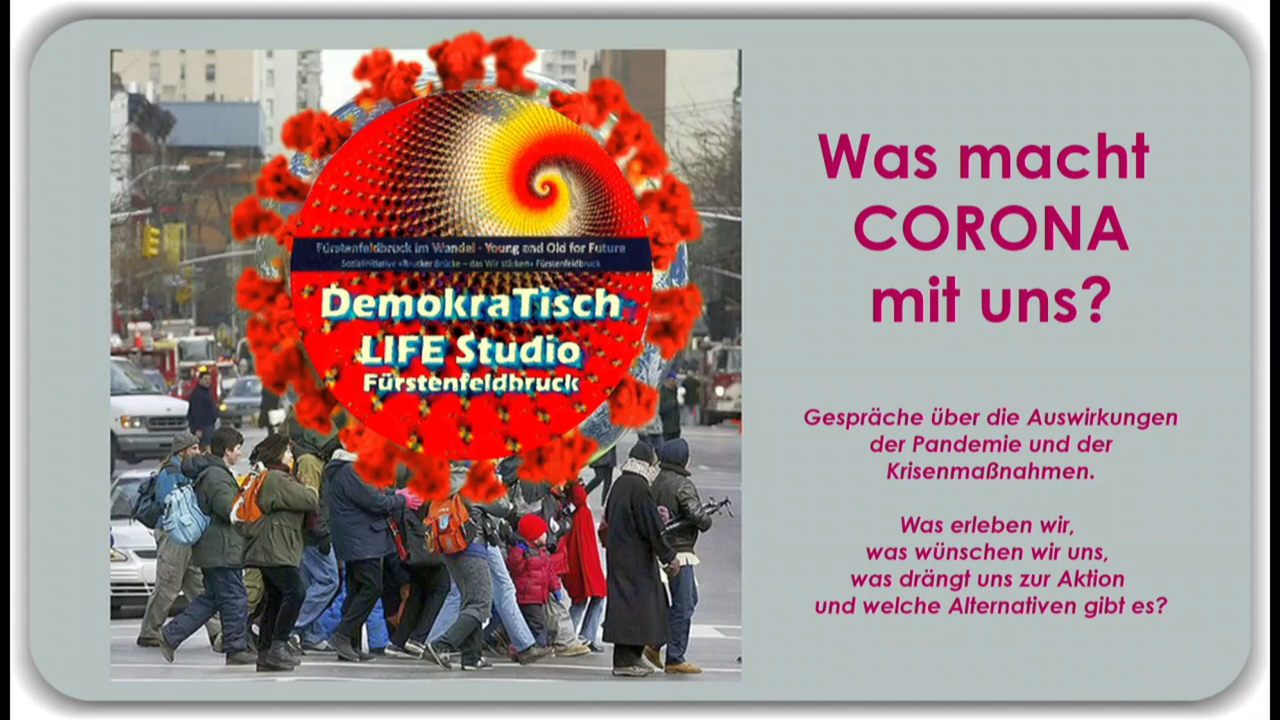 Fürstenfeldbruck im Wandel · Young and Old for Future
Sozialinitiative «Brucker Brücke – das Wir stärken» Fürstenfeldbruck
DemokraTisch
LIFE Studio
Fürstenfeldbruck
Was macht
CORONA
mit uns?
Gespräche über die Auswirkungen
der Pandemie und der
Krisenmaßnahmen.
Was erleben wir,
was wünschen wir uns,
was drängt uns zur Aktion
und welche Alternativen gibt es?